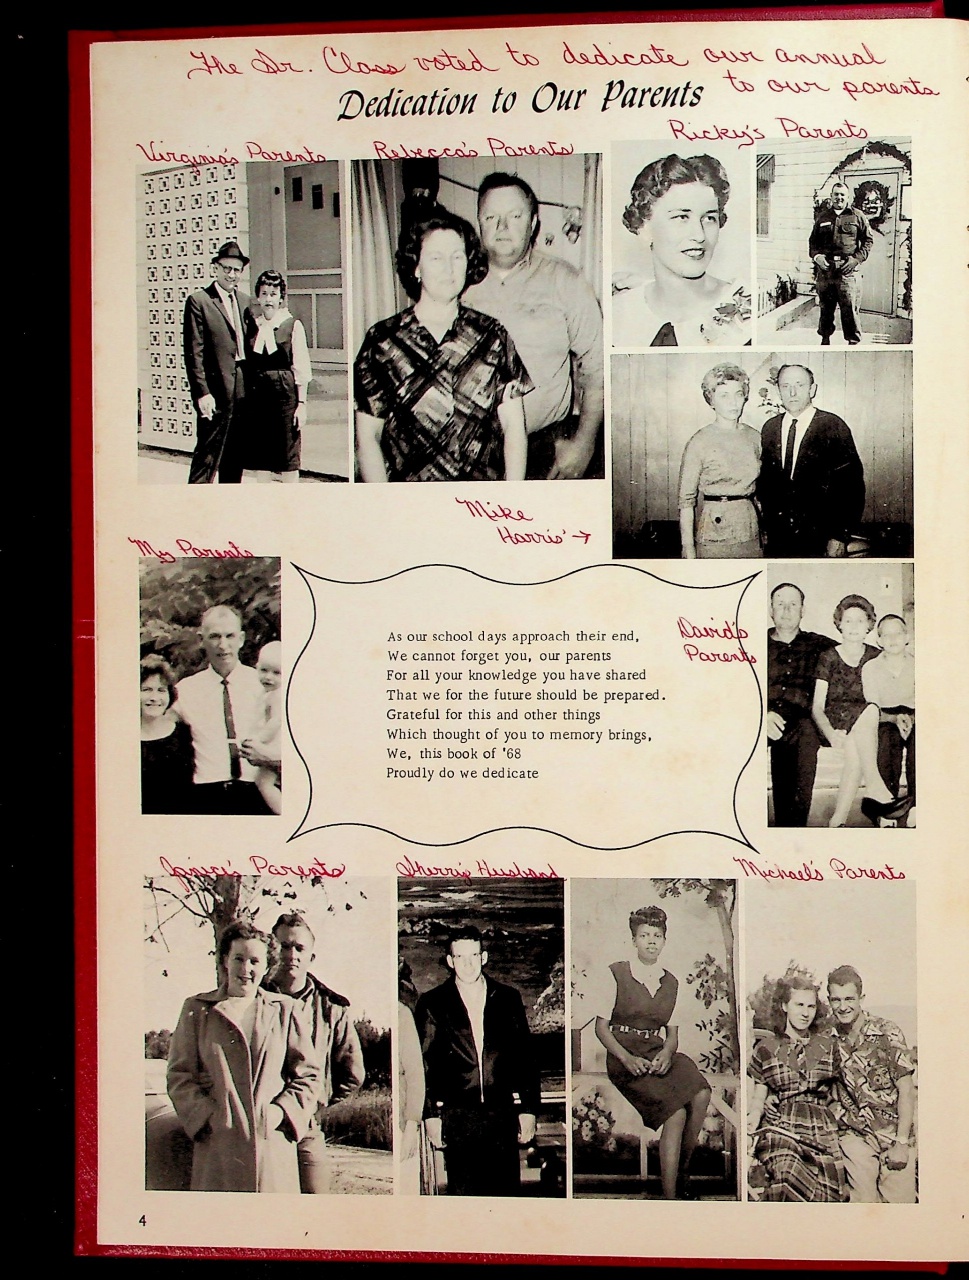 The Sr. Class voted to dedicate our annual
to our parents
Dedication to Our Parents
Virginia's Parents
Rebecca's Parents
Ricky's Parents
Mike
Harris' →
My Parents
David's
Parents
As our school days approach their end,
We cannot forget you, our parents
For all your knowledge you have shared
That we for the future should be prepared.
Grateful for this and other things
Which thought of you to memory brings,
We, this book of '68
Proudly do we dedicate
Janice's Parents
Sherry's Husband
Michael's Parents
4